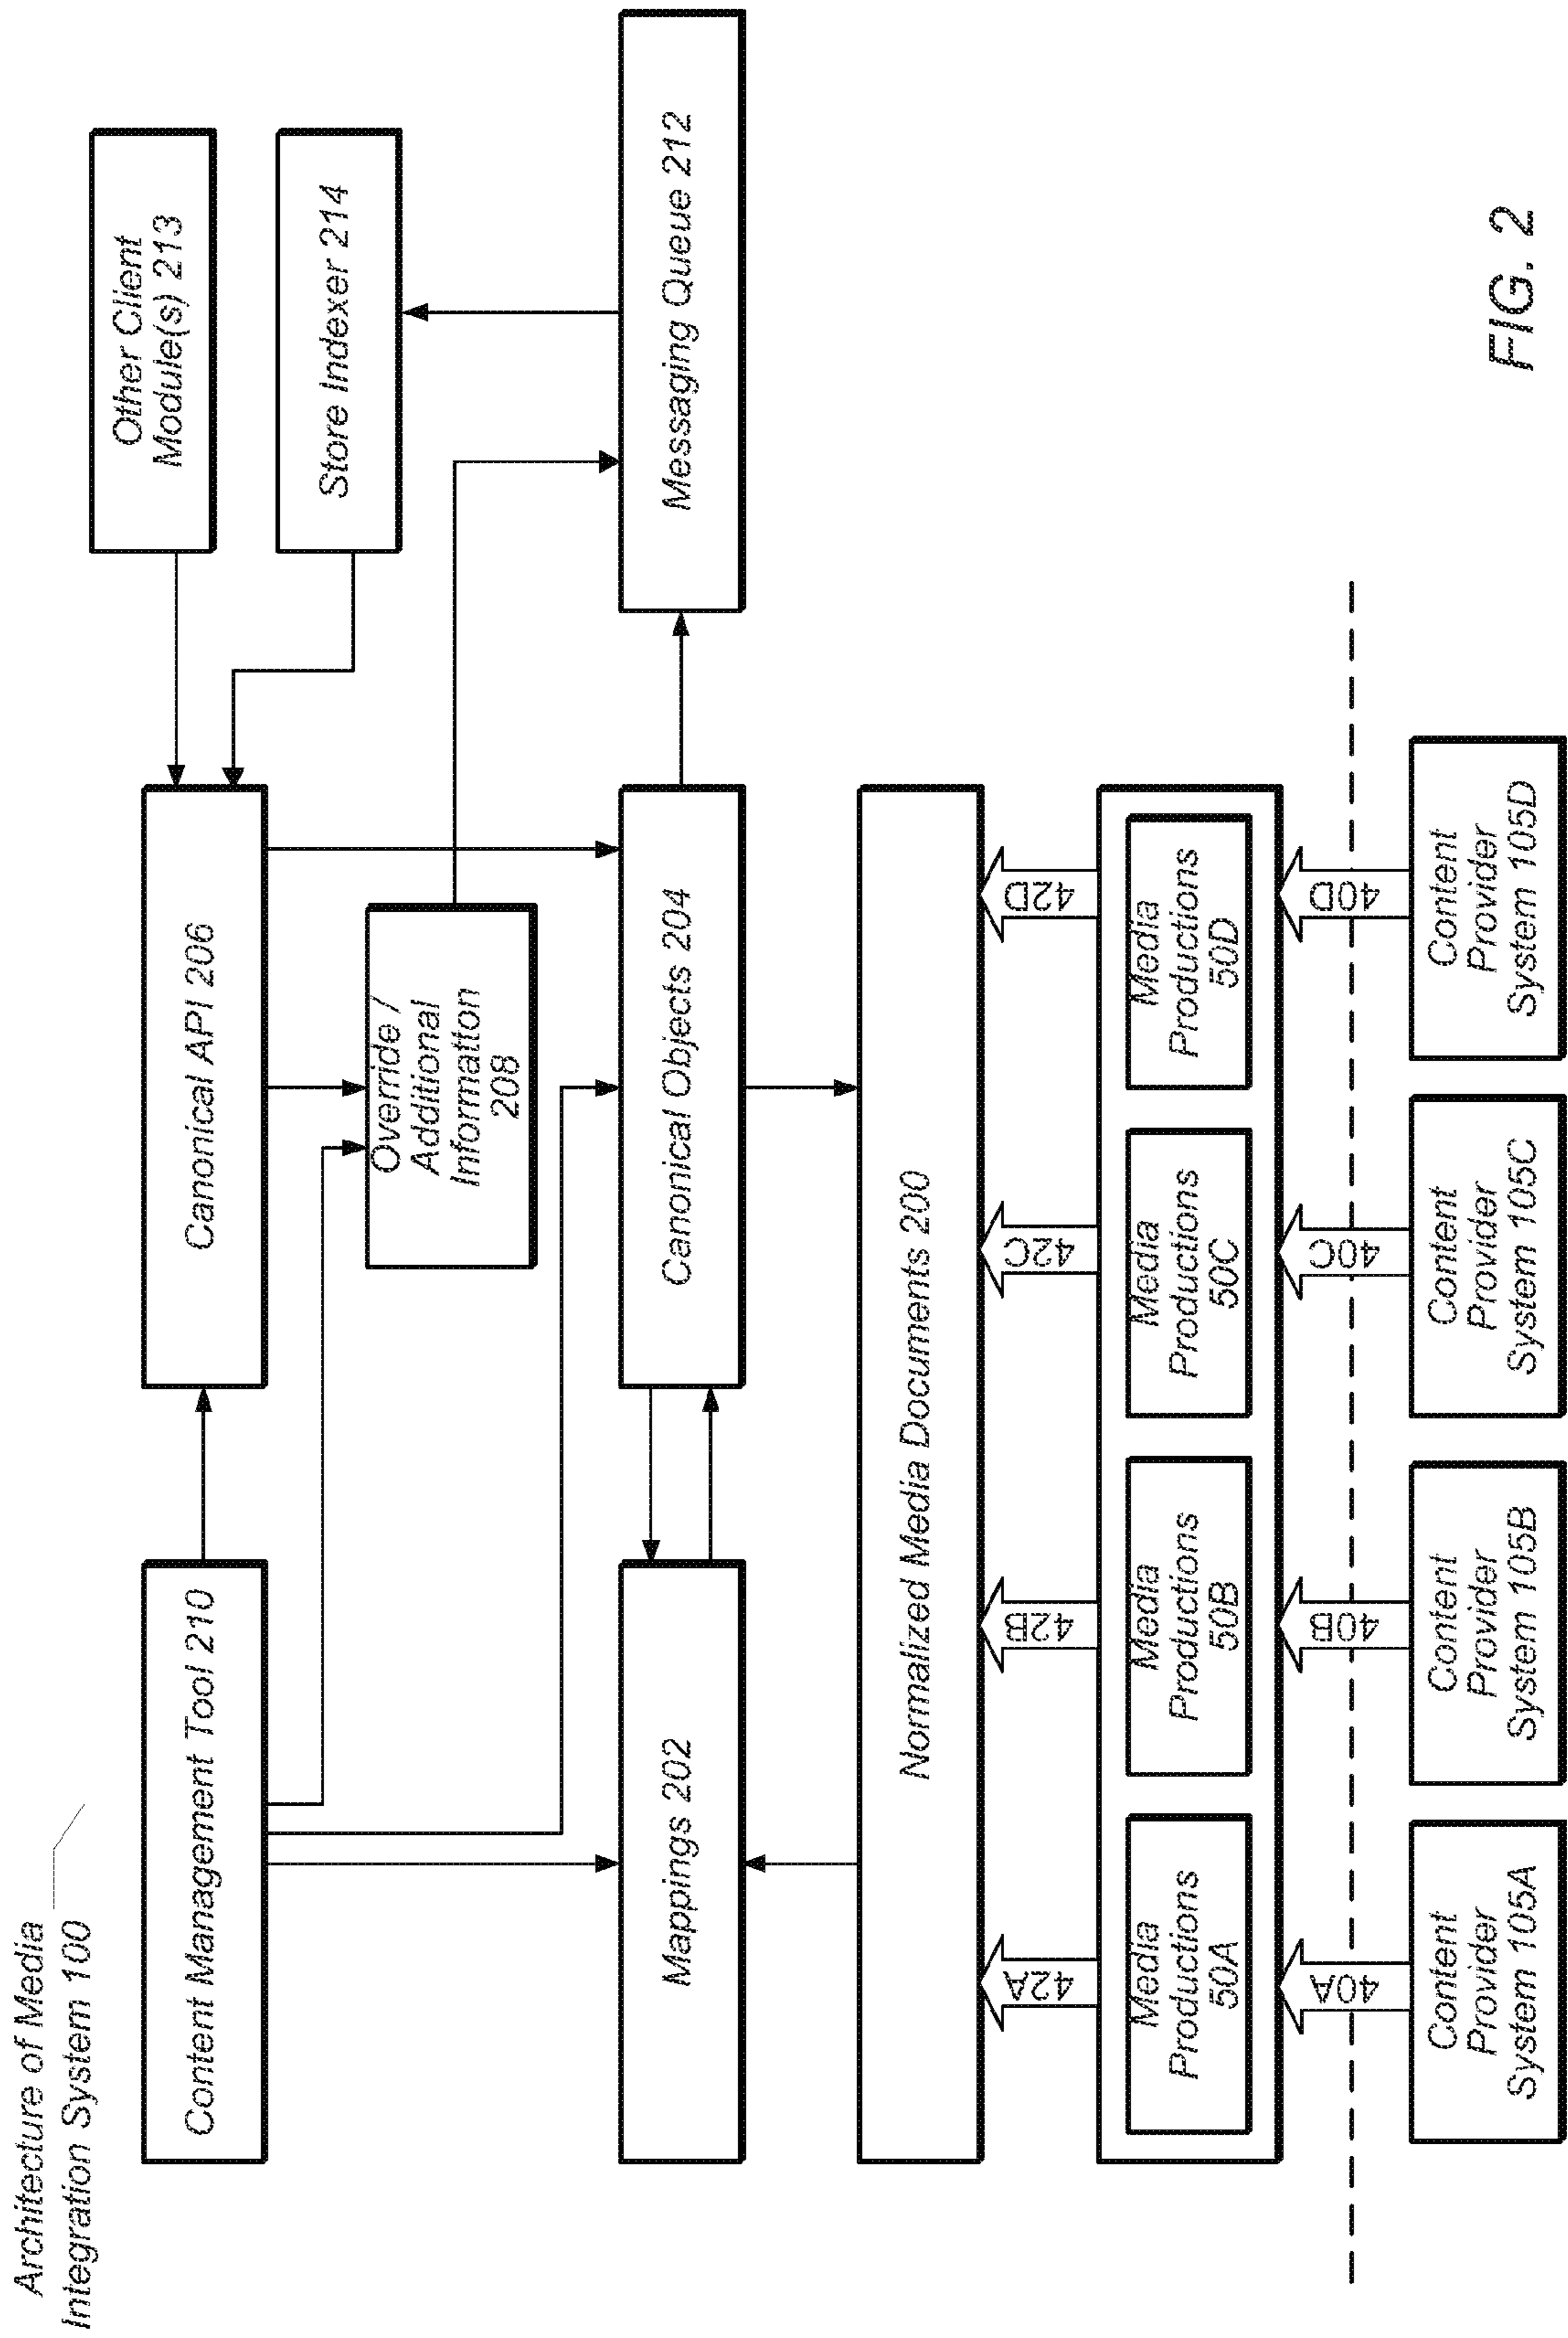 Architecture of Media
Integration System 100
Content Management Tool 210
Canonical API 206
Other Client
Module(s) 213
Store Indexer 214
Override /
Additional
Information
208
Mappings 202
Canonical Objects 204
Messaging Queue 212
Normalized Media Documents 200
42A
42B
42C
42D
Media
Productions
50A
Media
Productions
50B
Media
Productions
50C
Media
Productions
50D
40A
40B
40C
40D
Content
Provider
System 105A
Content
Provider
System 105B
Content
Provider
System 105C
Content
Provider
System 105D
FIG. 2